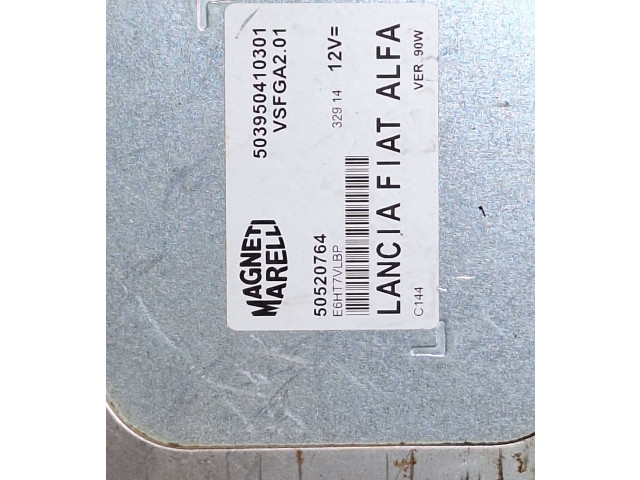 MAGNETI MARELLI
503950410301
VSFGA2.01
50520764
329 14
12V=
E6HT7VLBP
LANCIA FIAT ALFA
C144
VER. 90W